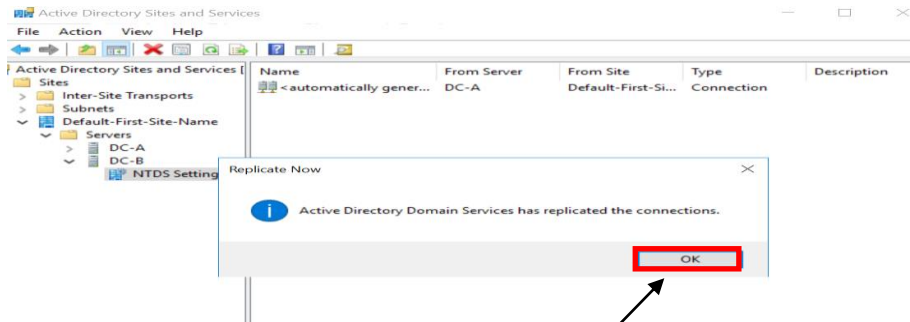 Active Directory Sites and Services
File Action View Help
Active Directory Sites and Services [
Sites
Inter-Site Transports
Subnets
Default-First-Site-Name
Servers
DC-A
DC-B
NTDS Setting
Name From Server From Site Type Description
<automatically gener... DC-A Default-First-Si... Connection
Replicate Now
Active Directory Domain Services has replicated the connections.
OK